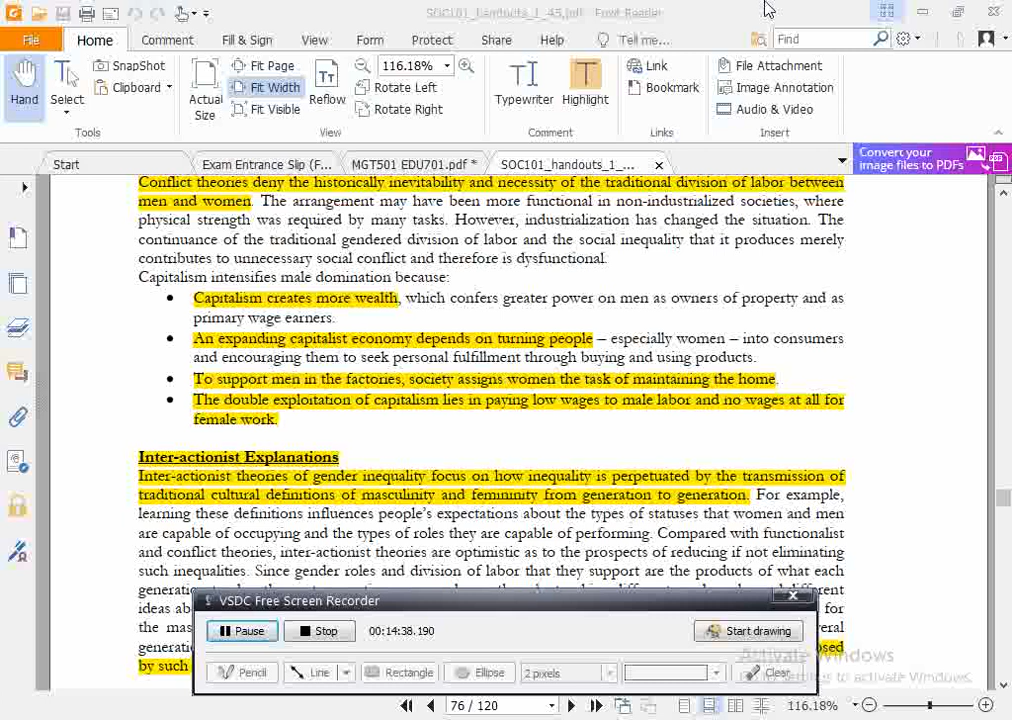 SOC101_handouts_1_45.pdf - Foxit Reader
File Home Comment Fill & Sign View Form Protect Share Help Tell me... Find
Hand
Select
SnapShot
Clipboard
Tools
Actual Size
Fit Page
Fit Width
Fit Visible
Reflow
116.18%
Rotate Left
Rotate Right
View
Typewriter
Highlight
Comment
Link
Bookmark
Links
File Attachment
Image Annotation
Audio & Video
Insert
Start
Exam Entrance Slip (F...
MGT501 EDU701.pdf *
SOC101_handouts_1_...
Convert your
image files to PDFs
Conflict theories deny the historically inevitability and necessity of the traditional division of labor between
men and women. The arrangement may have been more functional in non-industrialized societies, where
physical strength was required by many tasks. However, industrialization has changed the situation. The
continuance of the traditional gendered division of labor and the social inequality that it produces merely
contributes to unnecessary social conflict and therefore is dysfunctional.
Capitalism intensifies male domination because:
• Capitalism creates more wealth, which confers greater power on men as owners of property and as
primary wage earners.
• An expanding capitalist economy depends on turning people – especially women – into consumers
and encouraging them to seek personal fulfillment through buying and using products.
• To support men in the factories, society assigns women the task of maintaining the home.
• The double exploitation of capitalism lies in paying low wages to male labor and no wages at all for
female work.
Inter-actionist Explanations
Inter-actionist theories of gender inequality focus on how inequality is perpetuated by the transmission of
traditional cultural definitions of masculinity and femininity from generation to generation. For example,
learning these definitions influences people's expectations about the types of statuses that women and men
are capable of occupying and the types of roles they are capable of performing. Compared with functionalist
and conflict theories, inter-actionist theories are optimistic as to the prospects of reducing if not eliminating
such inequalities. Since gender roles and division of labor that they support are the products of what each
ideas
for
the
by such
VSDC Free Screen Recorder
Pause
Stop
00:14:38.190
Start drawing
Pencil
Line
Rectangle
Ellipse
2 pixels
Clear
Activate Windows
to activate Windows.
76 / 120
116.18%